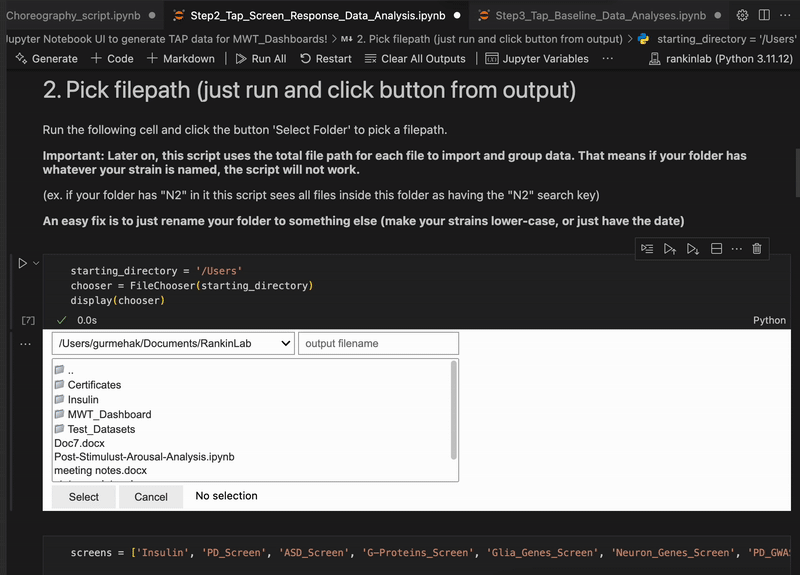 Choreography_script.ipynb
Step2_Tap_Screen_Response_Data_Analysis.ipynb
Step3_Tap_Baseline_Data_Analyses.ipynb
Jupyter Notebook UI to generate TAP data for MWT_Dashboards! > M↓ 2. Pick filepath (just run and click button from output) > starting_directory = '/Users'
Generate + Code + Markdown Run All Restart Clear All Outputs Jupyter Variables ··· rankinlab (Python 3.11.12)
2. Pick filepath (just run and click button from output)
Run the following cell and click the button 'Select Folder' to pick a filepath.
Important: Later on, this script uses the total file path for each file to import and group data. That means if your folder has
whatever your strain is named, the script will not work.
(ex. if your folder has "N2" in it this script sees all files inside this folder as having the "N2" search key)
An easy fix is to just rename your folder to something else (make your strains lower-case, or just have the date)
starting_directory = '/Users'
chooser = FileChooser(starting_directory)
display(chooser)
[7] 0.0s Python
/Users/gurmehak/Documents/RankinLab output filename
..
Certificates
Insulin
MWT_Dashboard
Test_Datasets
Doc7.docx
Post-Stimulust-Arousal-Analysis.ipynb
meeting notes.docx
Select Cancel No selection
screens = ['Insulin', 'PD_Screen', 'ASD_Screen', 'G-Proteins_Screen', 'Glia_Genes_Screen', 'Neuron_Genes_Screen', 'PD_GWAS